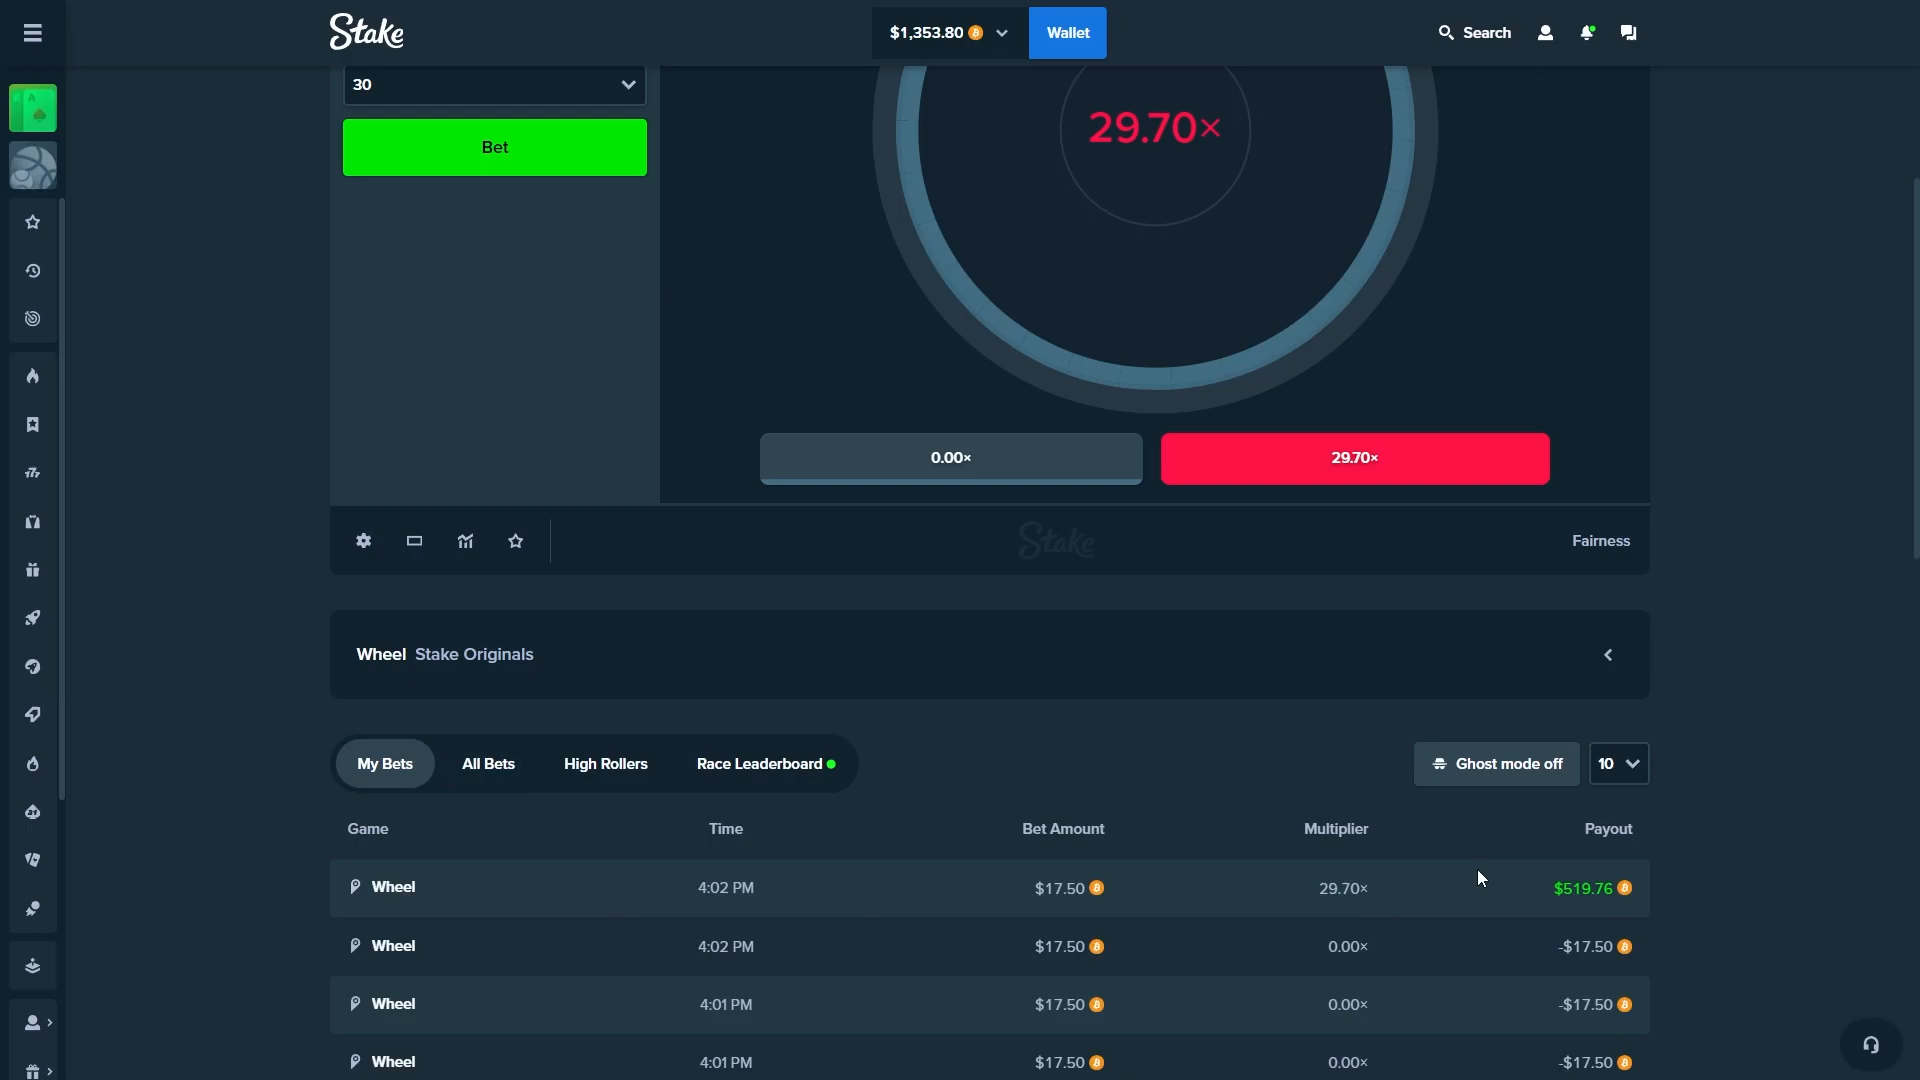 Stake
$1,353.80
Wallet
Search
30
Bet
29.70×
0.00×
29.70×
Stake
Fairness
Wheel Stake Originals
My Bets
All Bets
High Rollers
Race Leaderboard
Ghost mode off
10
Game Time Bet Amount Multiplier Payout
Wheel 4:02 PM $17.50 29.70× $519.76
Wheel 4:02 PM $17.50 0.00× -$17.50
Wheel 4:01 PM $17.50 0.00× -$17.50
Wheel 4:01 PM $17.50 0.00× -$17.50